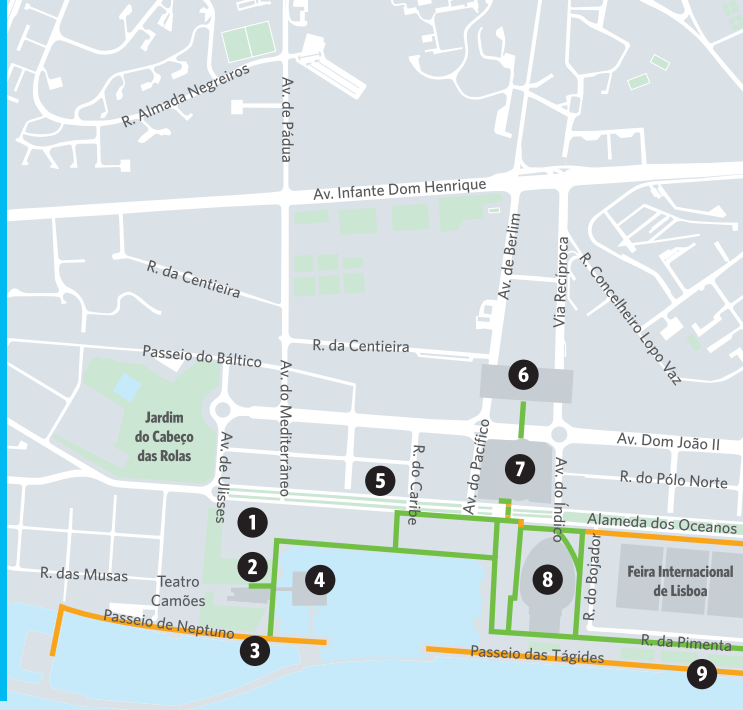 R. Almada Negreiros
Av. de Pádua
Av. Infante Dom Henrique
R. da Centieira
Av. de Berlim
Via Recíproca
R. Concelheiro Lopo Vaz
Passeio do Báltico
R. da Centieira
6
Jardim
do Cabeço
das Rolas
Av. de Ulisses
Av. do Mediterrâneo
R. do Caribe
Av. do Pacífico
Av. do Índico
Av. Dom João II
5
7
R. do Pólo Norte
1
Alameda dos Oceanos
2
R. das Musas
Teatro
Camões
4
8
R. do Bojador
Feira Internacional
de Lisboa
Passeio de Neptuno
3
R. da Pimenta
Passeio das Tágides
9